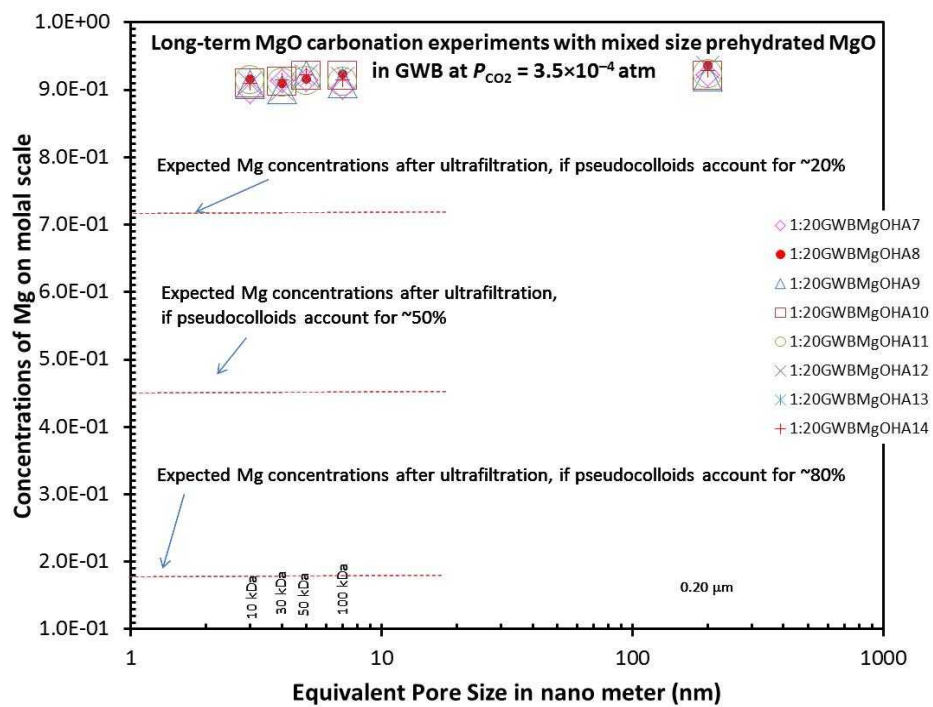 1.0E+00
Long-term MgO carbonation experiments with mixed size prehydrated MgO
in GWB at P_CO2 = 3.5×10⁻⁴ atm
9.0E-01
8.0E-01
Expected Mg concentrations after ultrafiltration, if pseudocolloids account for ~20%
7.0E-01
6.0E-01
Expected Mg concentrations after ultrafiltration,
if pseudocolloids account for ~50%
5.0E-01
4.0E-01
Expected Mg concentrations after ultrafiltration, if pseudocolloids account for ~80%
3.0E-01
2.0E-01
1.0E-01
Concentrations of Mg on molal scale
1:20GWBMgOHA7
1:20GWBMgOHA8
1:20GWBMgOHA9
1:20GWBMgOHA10
1:20GWBMgOHA11
1:20GWBMgOHA12
1:20GWBMgOHA13
1:20GWBMgOHA14
10 kDa
30 kDa
50 kDa
100 kDa
0.20 µm
1
10
100
1000
Equivalent Pore Size in nano meter (nm)